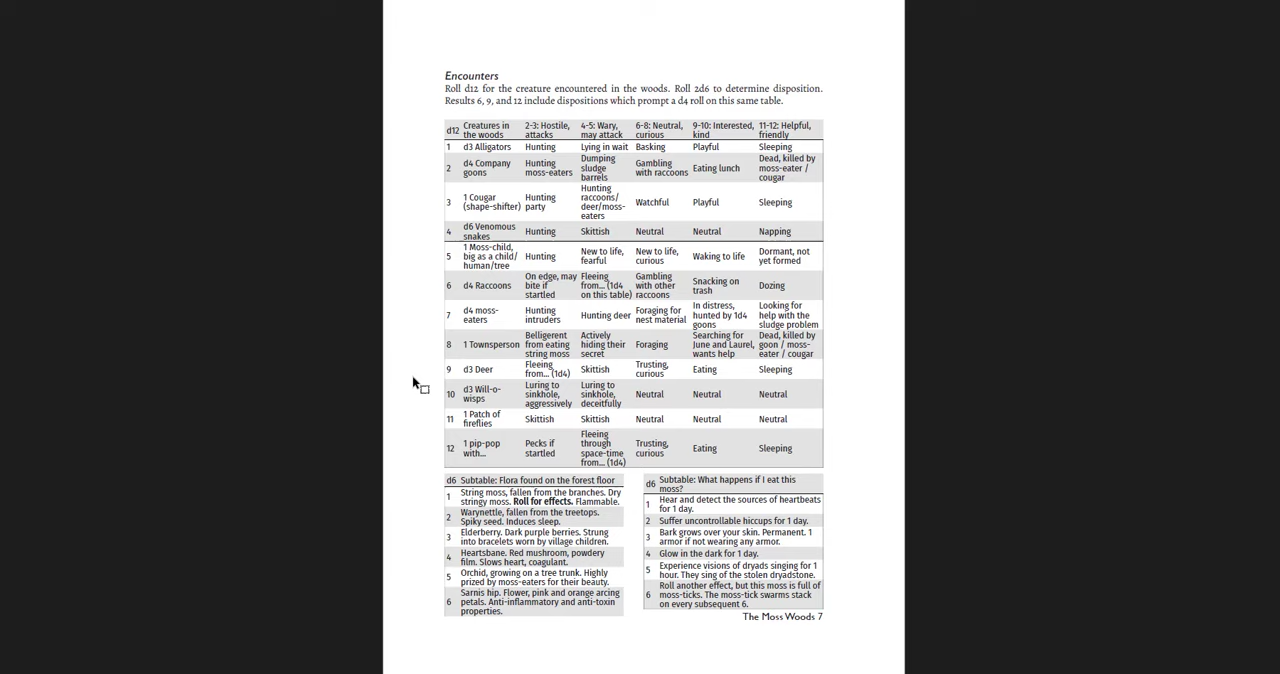 Encounters
Roll d12 for the creature encountered in the woods. Roll 2d6 to determine disposition.
Results 6, 9, and 12 include dispositions which prompt a d4 roll on this same table.
d12 Creatures in the woods 2-3: Hostile, attacks 4-5: Wary, may attack 6-8: Neutral, curious 9-10: Interested, kind 11-12: Helpful, friendly
1 d3 Alligators Hunting Lying in wait Basking Playful Sleeping
2 d4 Company goons Hunting moss-eaters Dumping sludge barrels Gambling with raccoons Eating lunch Dead, killed by moss-eater / cougar
3 1 Cougar (shape-shifter) Hunting party Hunting raccoons/ deer/moss-eaters Watchful Playful Sleeping
4 d6 Venomous snakes Hunting Skittish Neutral Neutral Napping
5 1 Moss-child, big as a child/ human/tree Hunting New to life, fearful New to life, curious Waking to life Dormant, not yet formed
6 d4 Raccoons On edge, may bite if startled Fleeing from... (1d4 on this table) Gambling with other raccoons Snacking on trash Dozing
7 d4 moss-eaters Hunting intruders Hunting deer Foraging for nest material In distress, hunted by 1d4 goons Looking for help with the sludge problem
8 1 Townsperson Belligerent from eating string moss Actively hiding their secret Foraging Searching for June and Laurel, wants help Dead, killed by goon / moss-eater / cougar
9 d3 Deer Fleeing from... (1d4) Skittish Trusting, curious Eating Sleeping
10 d3 Will-o-wisps Luring to sinkhole, aggressively Luring to sinkhole, deceitfully Neutral Neutral Neutral
11 1 Patch of fireflies Skittish Skittish Neutral Neutral Neutral
12 1 pip-pop with... Pecks if startled Fleeing through space-time from... (1d4) Trusting, curious Eating Sleeping
d6 Subtable: Flora found on the forest floor
1 String moss, fallen from the branches. Dry
stringy moss. Roll for effects. Flammable.
2 Warynettle, fallen from the treetops.
Spiky seed. Induces sleep.
3 Elderberry. Dark purple berries. Strung
into bracelets worn by village children.
4 Heartsbane. Red mushroom, powdery
film. Slows heart, coagulant.
5 Orchid, growing on a tree trunk. Highly
prized by moss-eaters for their beauty.
6 Sarnis hip. Flower, pink and orange arcing
petals. Anti-inflammatory and anti-toxin
properties.
d6 Subtable: What happens if I eat this
moss?
1 Hear and detect the sources of heartbeats
for 1 day.
2 Suffer uncontrollable hiccups for 1 day.
3 Bark grows over your skin. Permanent. 1
armor if not wearing any armor.
4 Glow in the dark for 1 day.
5 Experience visions of dryads singing for 1
hour. They sing of the stolen dryadstone.
6 Roll another effect, but this moss is full of
moss-ticks. The moss-tick swarms stack
on every subsequent 6.
The Moss Woods 7